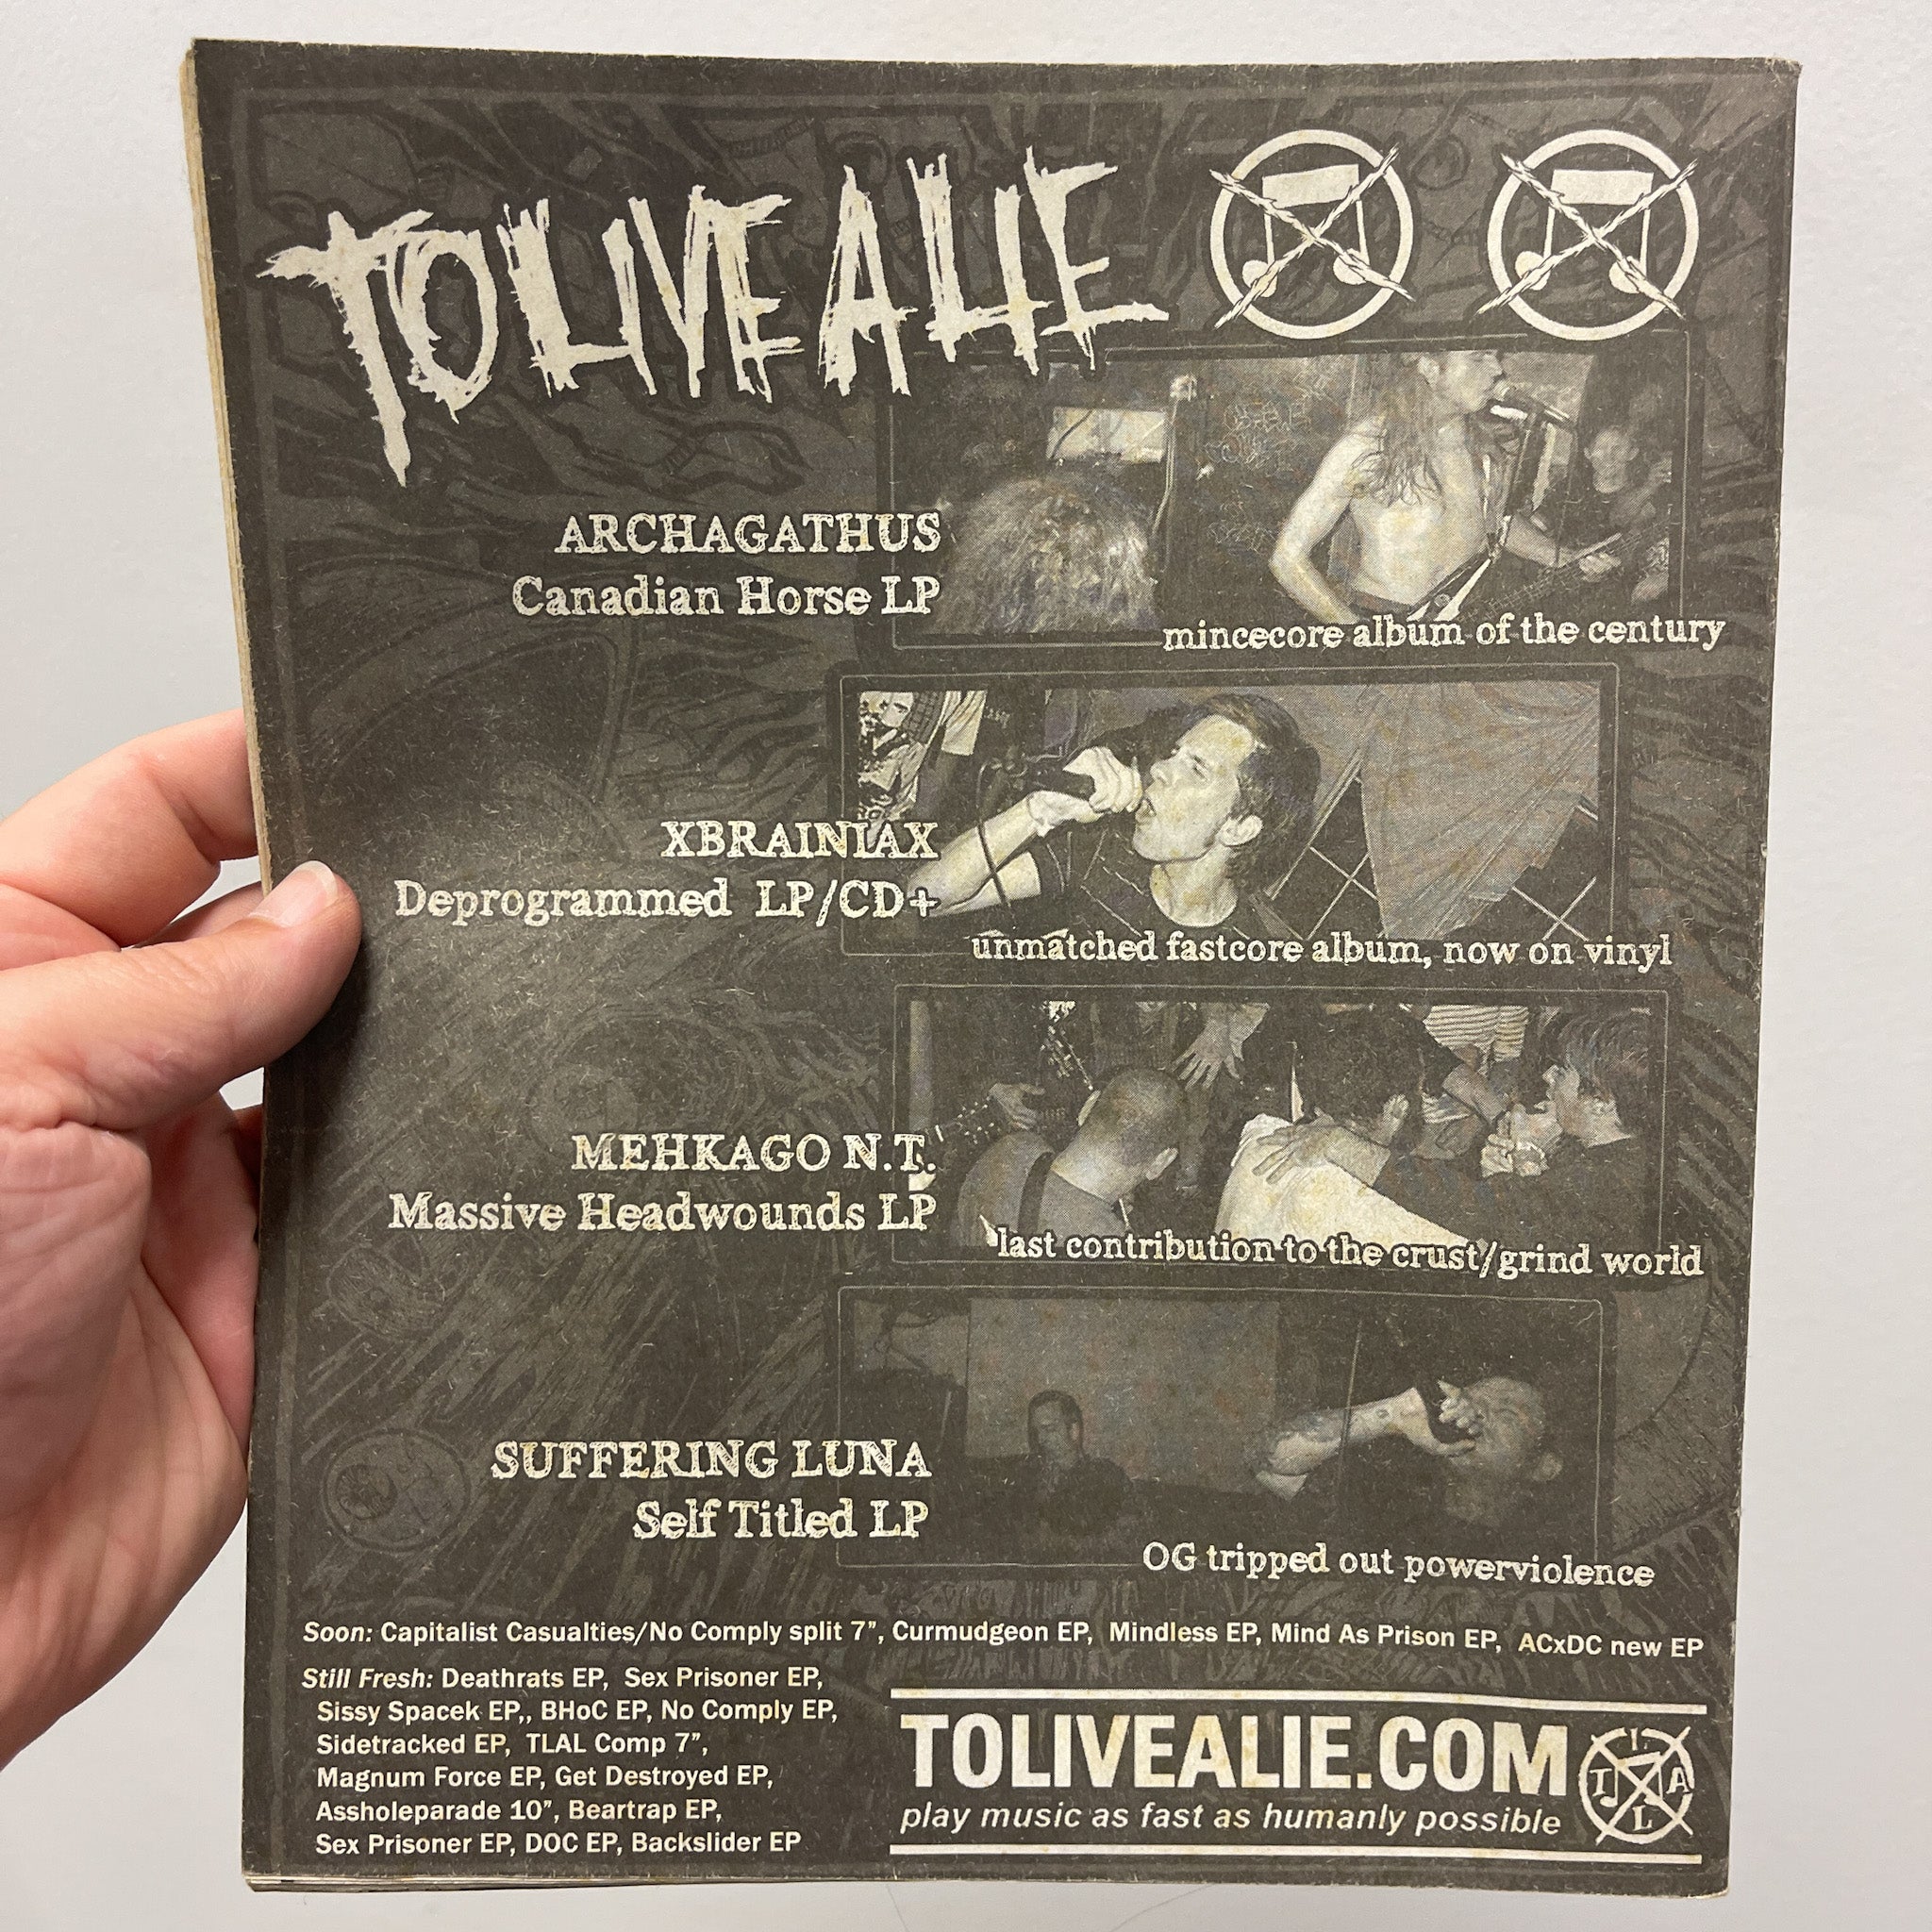 TO LIVE A LIE
ARCHAGATHUS
Canadian Horse LP
mincecore album of the century
XBRAINIAX
Deprogrammed LP/CD+
unmatched fastcore album, now on vinyl
MEHKAGO N.T.
Massive Headwounds LP
last contribution to the crust/grind world
SUFFERING LUNA
Self Titled LP
OG tripped out powerviolence
Soon: Capitalist Casualties/No Comply split 7", Curmudgeon EP, Mindless EP, Mind As Prison EP, ACxDC new EP
Still Fresh: Deathrats EP, Sex Prisoner EP,
Sissy Spacek EP,, BHoC EP, No Comply EP,
Sidetracked EP, TLAL Comp 7",
Magnum Force EP, Get Destroyed EP,
Assholeparade 10", Beartrap EP,
Sex Prisoner EP, DOC EP, Backslider EP
TOLIVEALIE.COM
play music as fast as humanly possible
T L A L